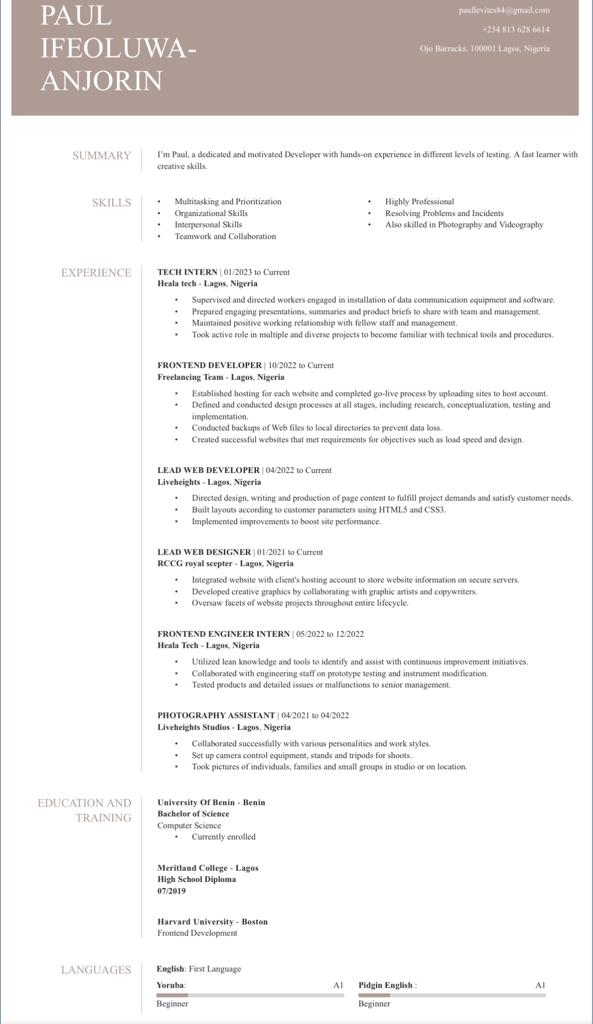 PAUL
IFEOLUWA-
ANJORIN
paullevites84@gmail.com
+234 813 628 6614
Ojo Barracks, 100001 Lagos, Nigeria
SUMMARY
I'm Paul, a dedicated and motivated Developer with hands-on experience in different levels of testing. A fast learner with
creative skills.
SKILLS
• Multitasking and Prioritization
• Organizational Skills
• Interpersonal Skills
• Teamwork and Collaboration
• Highly Professional
• Resolving Problems and Incidents
• Also skilled in Photography and Videography
EXPERIENCE
TECH INTERN | 01/2023 to Current
Heala tech - Lagos, Nigeria
• Supervised and directed workers engaged in installation of data communication equipment and software.
• Prepared engaging presentations, summaries and product briefs to share with team and management.
• Maintained positive working relationship with fellow staff and management.
• Took active role in multiple and diverse projects to become familiar with technical tools and procedures.
FRONTEND DEVELOPER | 10/2022 to Current
Freelancing Team - Lagos, Nigeria
• Established hosting for each website and completed go-live process by uploading sites to host account.
• Defined and conducted design processes at all stages, including research, conceptualization, testing and
implementation.
• Conducted backups of Web files to local directories to prevent data loss.
• Created successful websites that met requirements for objectives such as load speed and design.
LEAD WEB DEVELOPER | 04/2022 to Current
Liveheights - Lagos, Nigeria
• Directed design, writing and production of page content to fulfill project demands and satisfy customer needs.
• Built layouts according to customer parameters using HTML5 and CSS3.
• Implemented improvements to boost site performance.
LEAD WEB DESIGNER | 01/2021 to Current
RCCG royal scepter - Lagos, Nigeria
• Integrated website with client's hosting account to store website information on secure servers.
• Developed creative graphics by collaborating with graphic artists and copywriters.
• Oversaw facets of website projects throughout entire lifecycle.
FRONTEND ENGINEER INTERN | 05/2022 to 12/2022
Heala Tech - Lagos, Nigeria
• Utilized lean knowledge and tools to identify and assist with continuous improvement initiatives.
• Collaborated with engineering staff on prototype testing and instrument modification.
• Tested products and detailed issues or malfunctions to senior management.
PHOTOGRAPHY ASSISTANT | 04/2021 to 04/2022
Liveheights Studios - Lagos, Nigeria
• Collaborated successfully with various personalities and work styles.
• Set up camera control equipment, stands and tripods for shoots.
• Took pictures of individuals, families and small groups in studio or on location.
EDUCATION AND
TRAINING
University Of Benin - Benin
Bachelor of Science
Computer Science
• Currently enrolled
Meritland College - Lagos
High School Diploma
07/2019
Harvard University - Boston
Frontend Development
LANGUAGES
English: First Language
Yoruba: A1
Beginner
Pidgin English : A1
Beginner